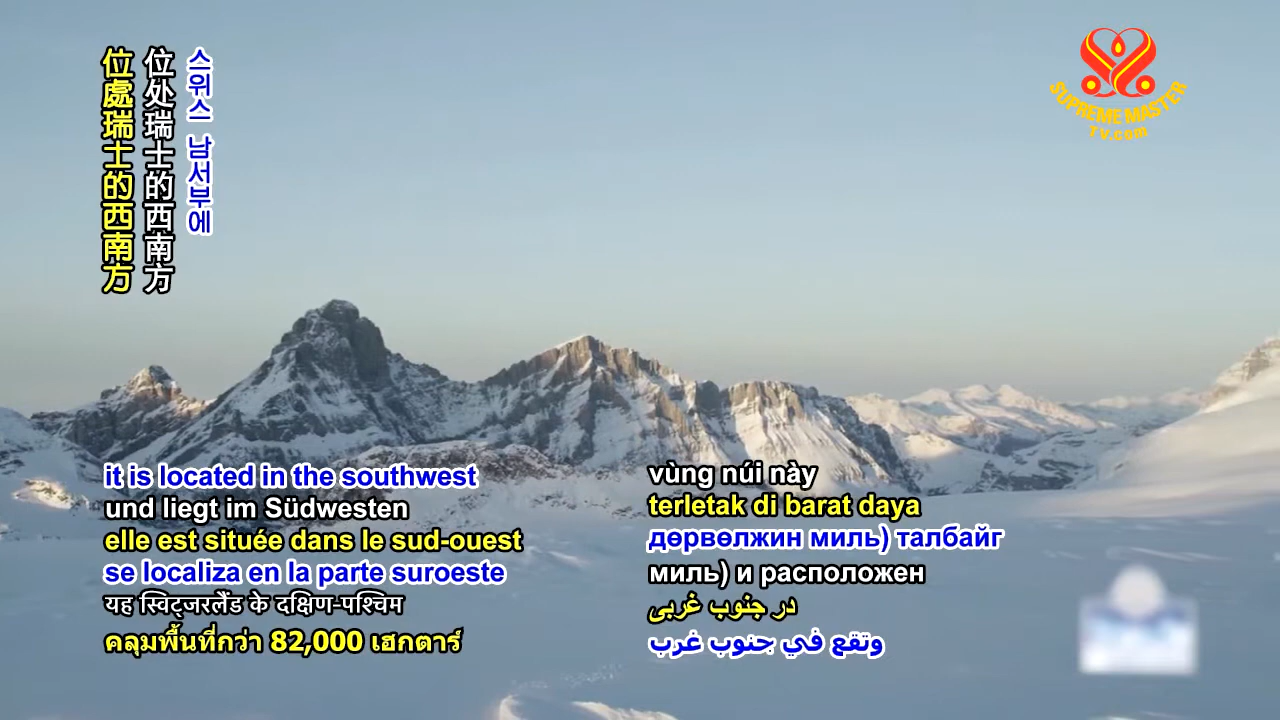 位處瑞士的西南方
位处瑞士的西南方
스위스 남서부에
SUPREME MASTER
TV.com
it is located in the southwest
und liegt im Südwesten
elle est située dans le sud-ouest
se localiza en la parte suroeste
यह स्विट्जरलैंड के दक्षिण-पश्चिम
คลุมพื้นที่กว่า 82,000 เฮกตาร์
vùng núi này
terletak di barat daya
дөрвөлжин миль) талбайг
миль) и расположен
در جنوب غربی
وتقع في جنوب غرب